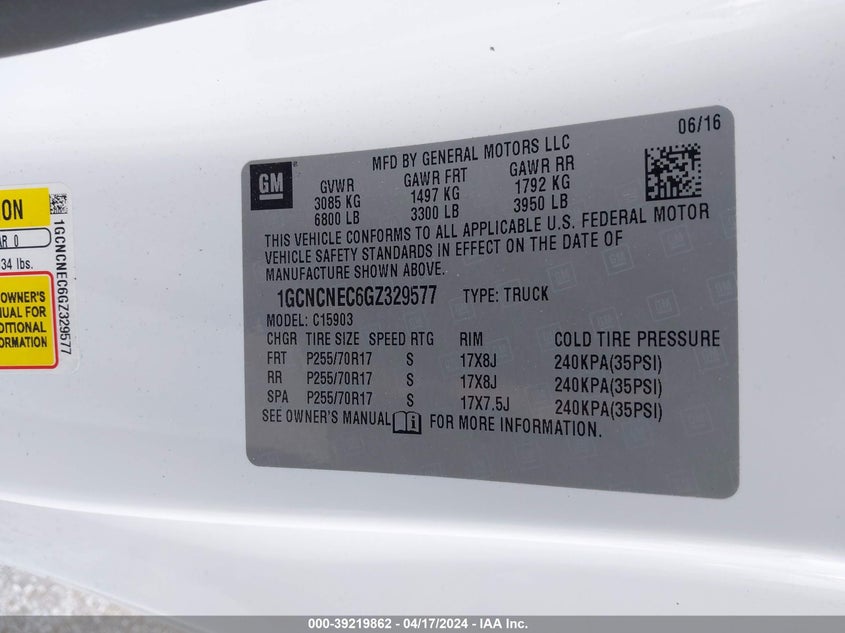 ON
AR 0
34 lbs.
OWNER'S
UAL FOR
DITIONAL
ORMATION
1GCNCNEC6GZ329577
06/16
MFD BY GENERAL MOTORS LLC
GM
GVWR GAWR FRT GAWR RR
3085 KG 1497 KG 1792 KG
6800 LB 3300 LB 3950 LB
THIS VEHICLE CONFORMS TO ALL APPLICABLE U.S. FEDERAL MOTOR
VEHICLE SAFETY STANDARDS IN EFFECT ON THE DATE OF
MANUFACTURE SHOWN ABOVE.
1GCNCNEC6GZ329577 TYPE: TRUCK
MODEL: C15903
CHGR TIRE SIZE SPEED RTG RIM COLD TIRE PRESSURE
FRT P255/70R17 S 17X8J 240KPA(35PSI)
RR P255/70R17 S 17X8J 240KPA(35PSI)
SPA P255/70R17 S 17X7.5J 240KPA(35PSI)
SEE OWNER'S MANUAL FOR MORE INFORMATION.
000-39219862 - 04/17/2024 - IAA Inc.